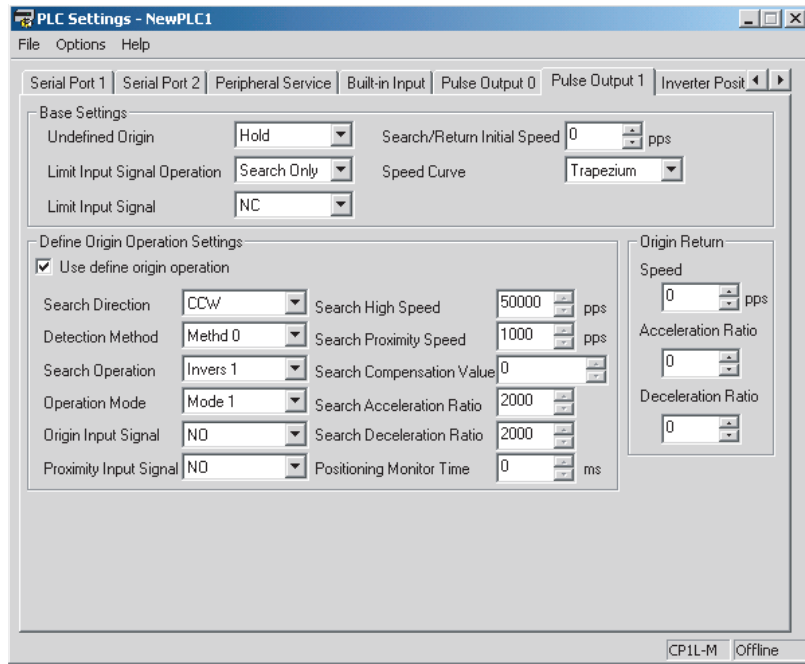 PLC Settings - NewPLC1
File Options Help
Serial Port 1 Serial Port 2 Peripheral Service Built-in Input Pulse Output 0 Pulse Output 1 Inverter Posit
Base Settings
Undefined Origin Hold Search/Return Initial Speed 0 pps
Limit Input Signal Operation Search Only Speed Curve Trapezium
Limit Input Signal NC
Define Origin Operation Settings
Use define origin operation
Search Direction CCW Search High Speed 50000 pps
Detection Method Methd 0 Search Proximity Speed 1000 pps
Search Operation Invers 1 Search Compensation Value 0
Operation Mode Mode 1 Search Acceleration Ratio 2000
Origin Input Signal NO Search Deceleration Ratio 2000
Proximity Input Signal NO Positioning Monitor Time 0 ms
Origin Return
Speed
0 pps
Acceleration Ratio
0
Deceleration Ratio
0
CP1L-M Offline